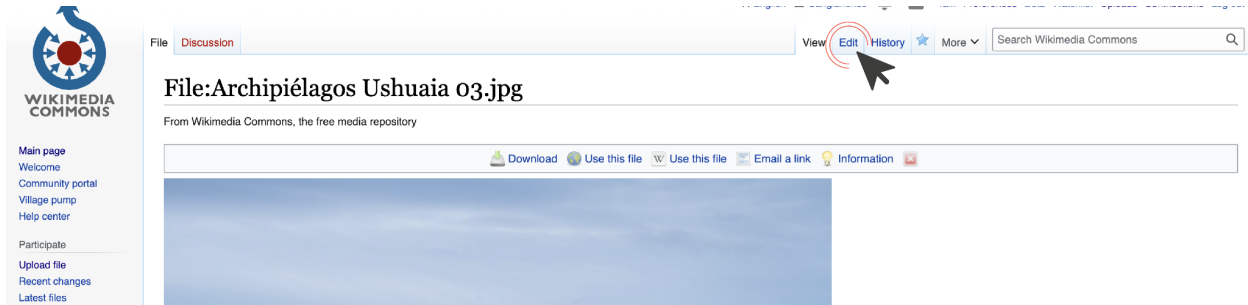 File Discussion View Edit History More Search Wikimedia Commons
WIKIMEDIA
COMMONS
File:Archipiélagos Ushuaia 03.jpg
From Wikimedia Commons, the free media repository
Download Use this file W Use this file Email a link Information
Main page
Welcome
Community portal
Village pump
Help center
Participate
Upload file
Recent changes
Latest files